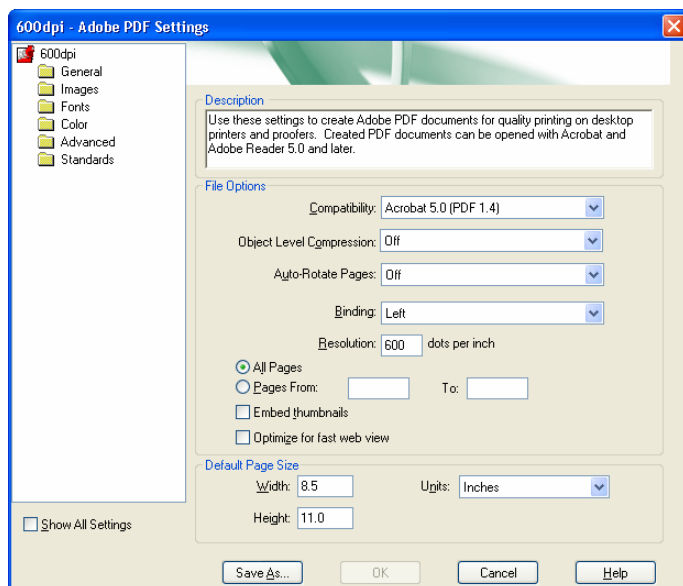 600dpi - Adobe PDF Settings
600dpi
General
Images
Fonts
Color
Advanced
Standards
Show All Settings
Description
Use these settings to create Adobe PDF documents for quality printing on desktop
printers and proofers. Created PDF documents can be opened with Acrobat and
Adobe Reader 5.0 and later.
File Options
Compatibility: Acrobat 5.0 (PDF 1.4)
Object Level Compression: Off
Auto-Rotate Pages: Off
Binding: Left
Resolution: 600 dots per inch
All Pages
Pages From: To:
Embed thumbnails
Optimize for fast web view
Default Page Size
Width: 8.5 Units: Inches
Height: 11.0
Save As... OK Cancel Help